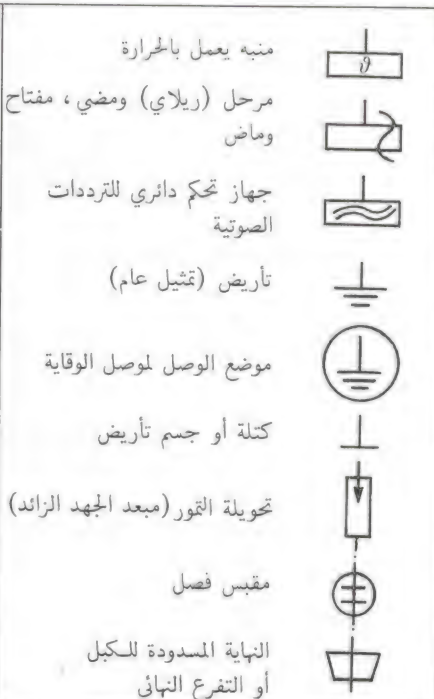 منبه يعمل بالحرارة
ϑ
مرحل (ريلاي) ومضي، مفتاح
وماض
جهاز تحكم دائري للترددات
الصوتية
تأريض (تمثيل عام)
موضع الوصل لموصل الوقاية
كتلة أو جسم تأريض
تحويلة التمور (مبعد الجهد الزائد)
مقبس فصل
النهاية المسدودة للكبل
أو التفرع النهائي